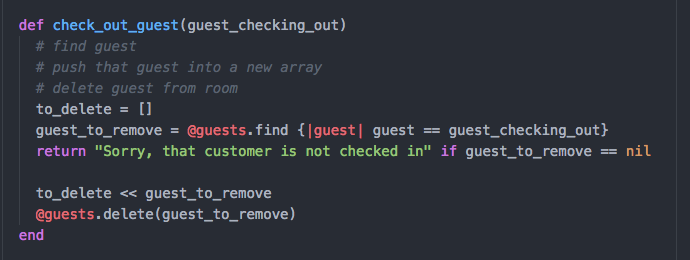 def check_out_guest(guest_checking_out)
# find guest
# push that guest into a new array
# delete guest from room
to_delete = []
guest_to_remove = @guests.find {|guest| guest == guest_checking_out}
return "Sorry, that customer is not checked in" if guest_to_remove == nil
to_delete << guest_to_remove
@guests.delete(guest_to_remove)
end